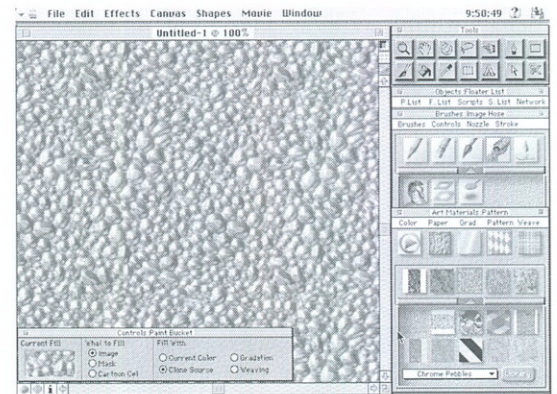 File Edit Effects Canvas Shapes Movie Window
9:50:49
Untitled-1 @ 100%
Tools
Objects:Floater List
P. List F. List Scripts S. List Network
Brushes:Image Hose
Brushes Controls Nozzle Stroke
Art Materials:Pattern
Color Paper Grad Pattern Weave
Chrome Pebbles
Library
Controls:Paint Bucket
Current Fill
What to Fill
Image
Mask
Cartoon Cel
Fill With
Current Color
Clone Source
Gradation
Weaving